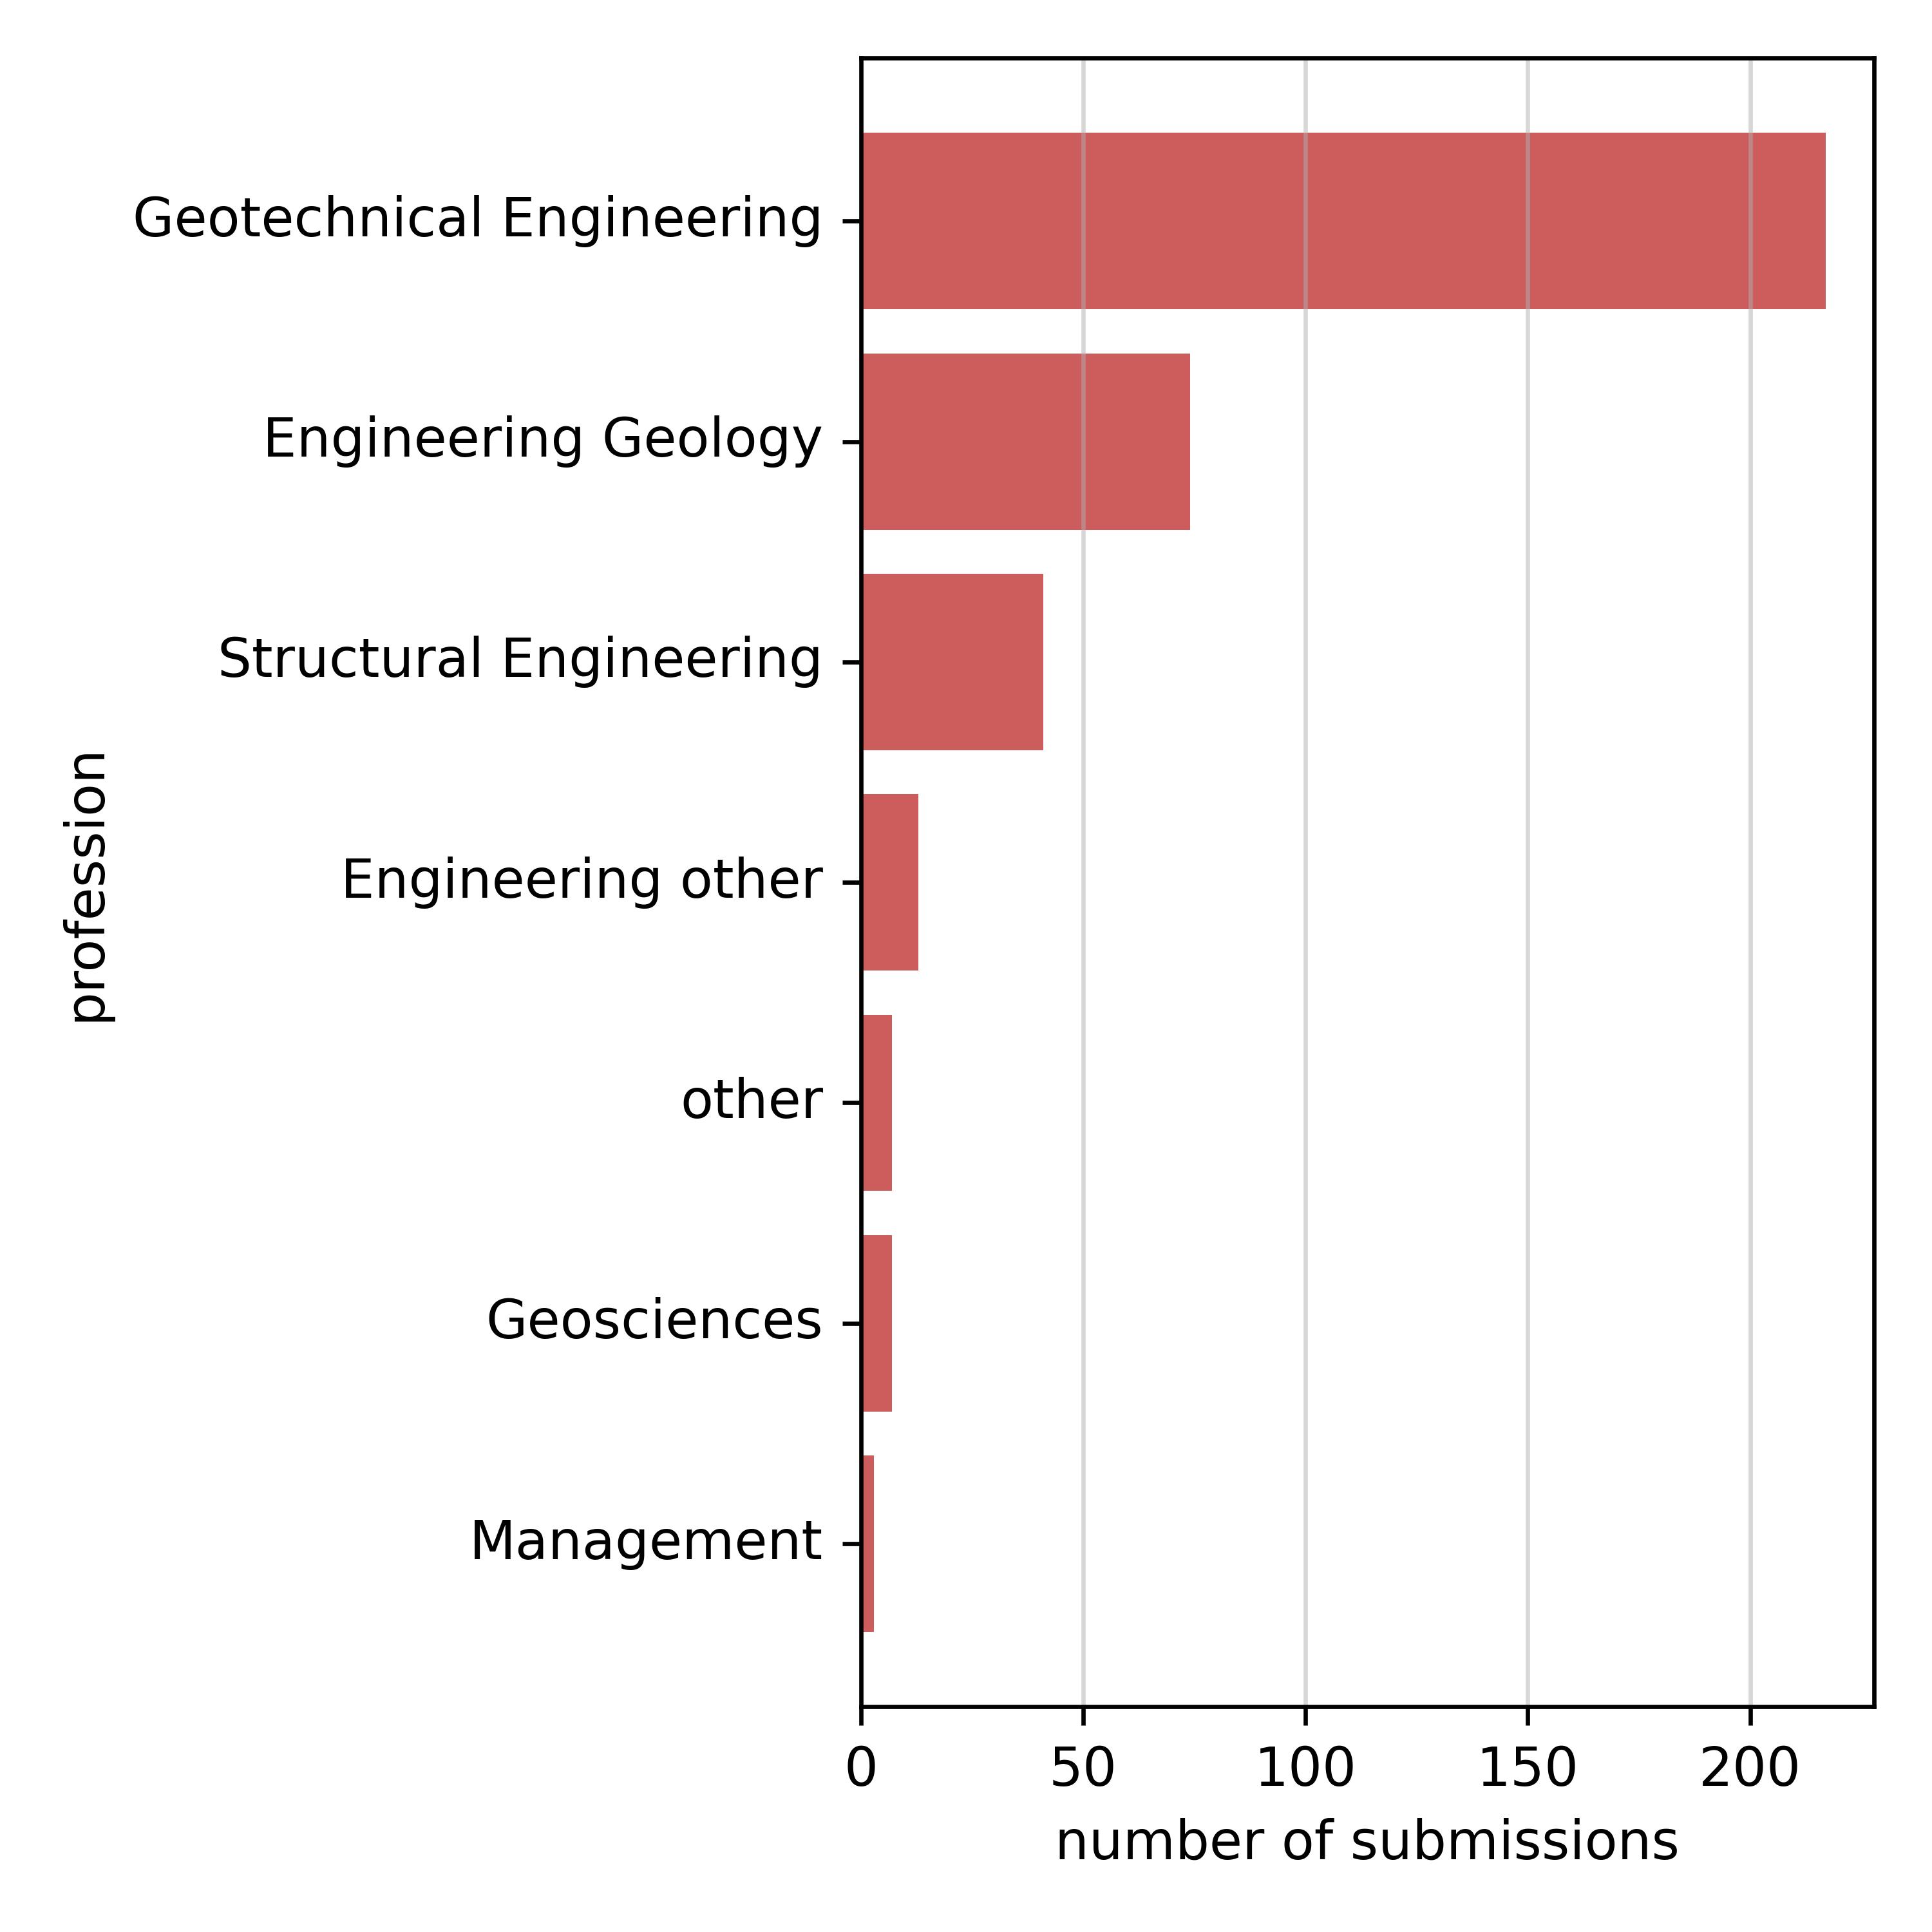 profession
Geotechnical Engineering
Engineering Geology
Structural Engineering
Engineering other
other
Geosciences
Management
0 50 100 150 200
number of submissions